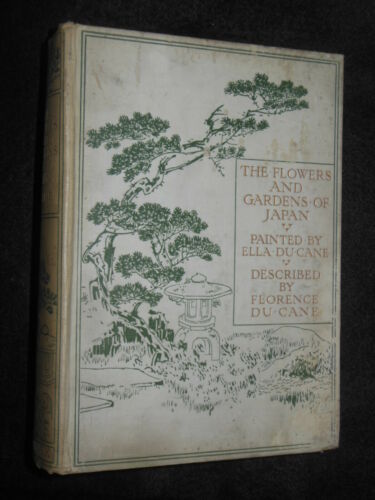 THE FLOWERS
AND
GARDENS OF
JAPAN
PAINTED BY
ELLA DU CANE
DESCRIBED
BY
FLORENCE
DU CANE